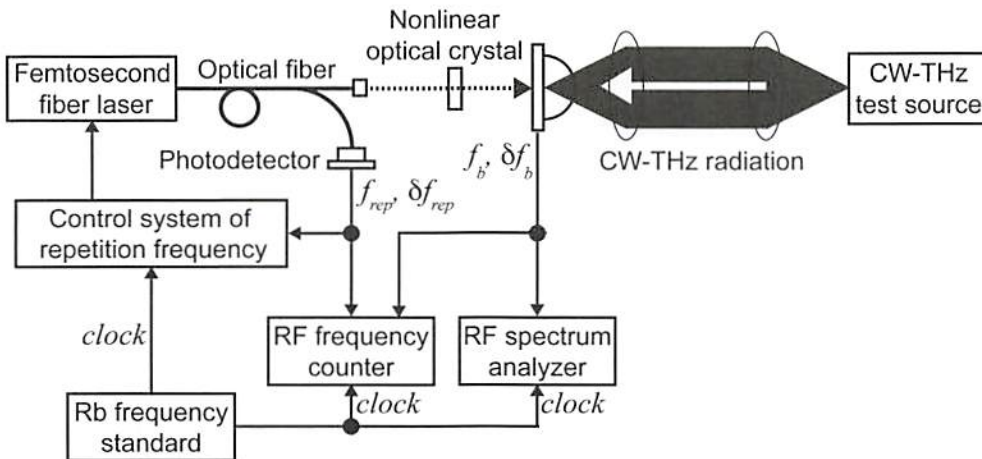 Nonlinear
optical crystal
Femtosecond
fiber laser
Optical fiber
CW-THz
test source
Photodetector
CW-THz radiation
f_b, δf_b
f_rep, δf_rep
Control system of
repetition frequency
clock
RF frequency
counter
RF spectrum
analyzer
clock
clock
Rb frequency
standard